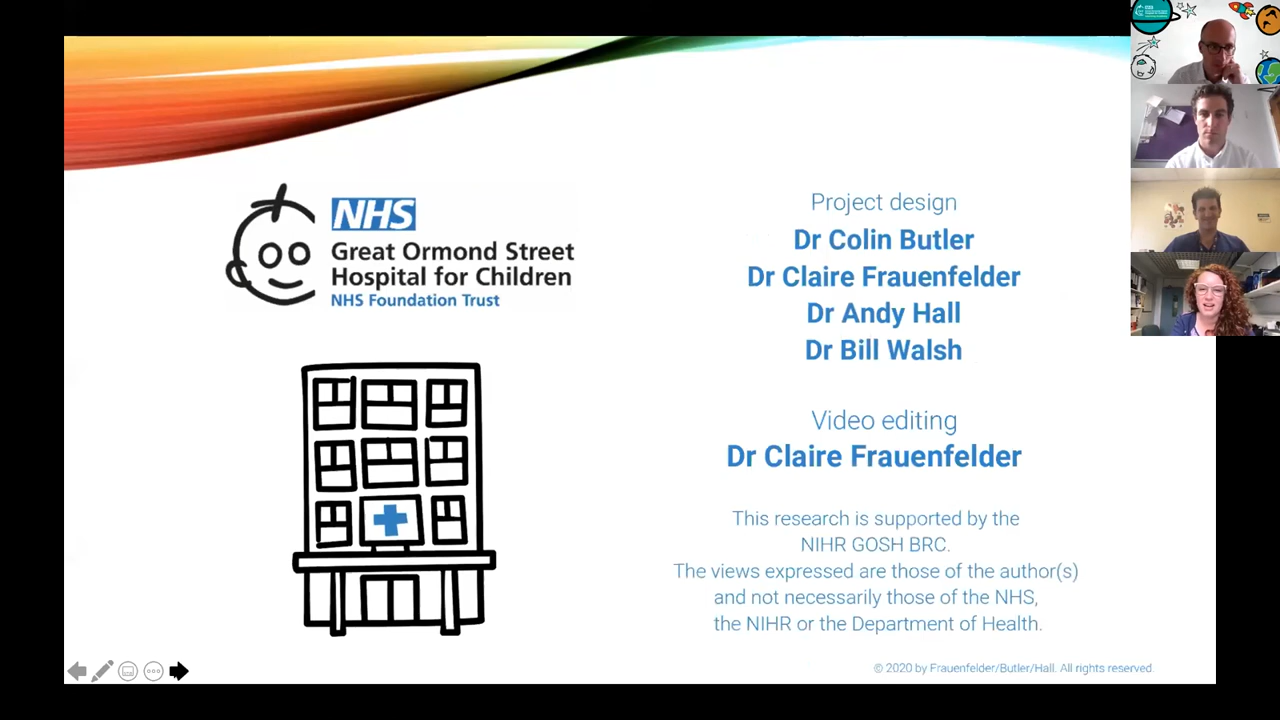 NHS
Great Ormond Street
Hospital for Children
NHS Foundation Trust
Project design
Dr Colin Butler
Dr Claire Frauenfelder
Dr Andy Hall
Dr Bill Walsh
Video editing
Dr Claire Frauenfelder
This research is supported by the
NIHR GOSH BRC.
The views expressed are those of the author(s)
and not necessarily those of the NHS,
the NIHR or the Department of Health.
© 2020 by Frauenfelder/Butler/Hall. All rights reserved.